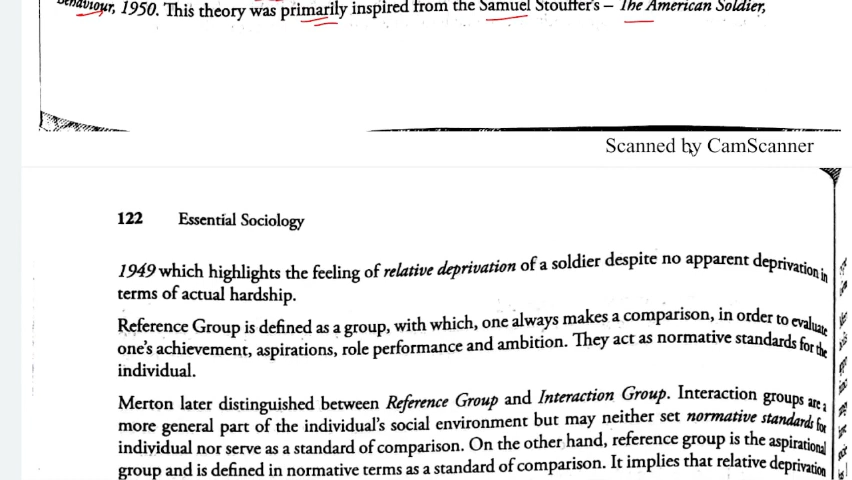 Behaviour, 1950. This theory was primarily inspired from the Samuel Stouffer's – The American Soldier,
Scanned by CamScanner
122 Essential Sociology
1949 which highlights the feeling of relative deprivation of a soldier despite no apparent deprivation in
terms of actual hardship.
Reference Group is defined as a group, with which, one always makes a comparison, in order to evaluate
one's achievement, aspirations, role performance and ambition. They act as normative standards for the
individual.
Merton later distinguished between Reference Group and Interaction Group. Interaction groups are a
more general part of the individual's social environment but may neither set normative standards for
individual nor serve as a standard of comparison. On the other hand, reference group is the aspirational
group and is defined in normative terms as a standard of comparison. It implies that relative deprivation